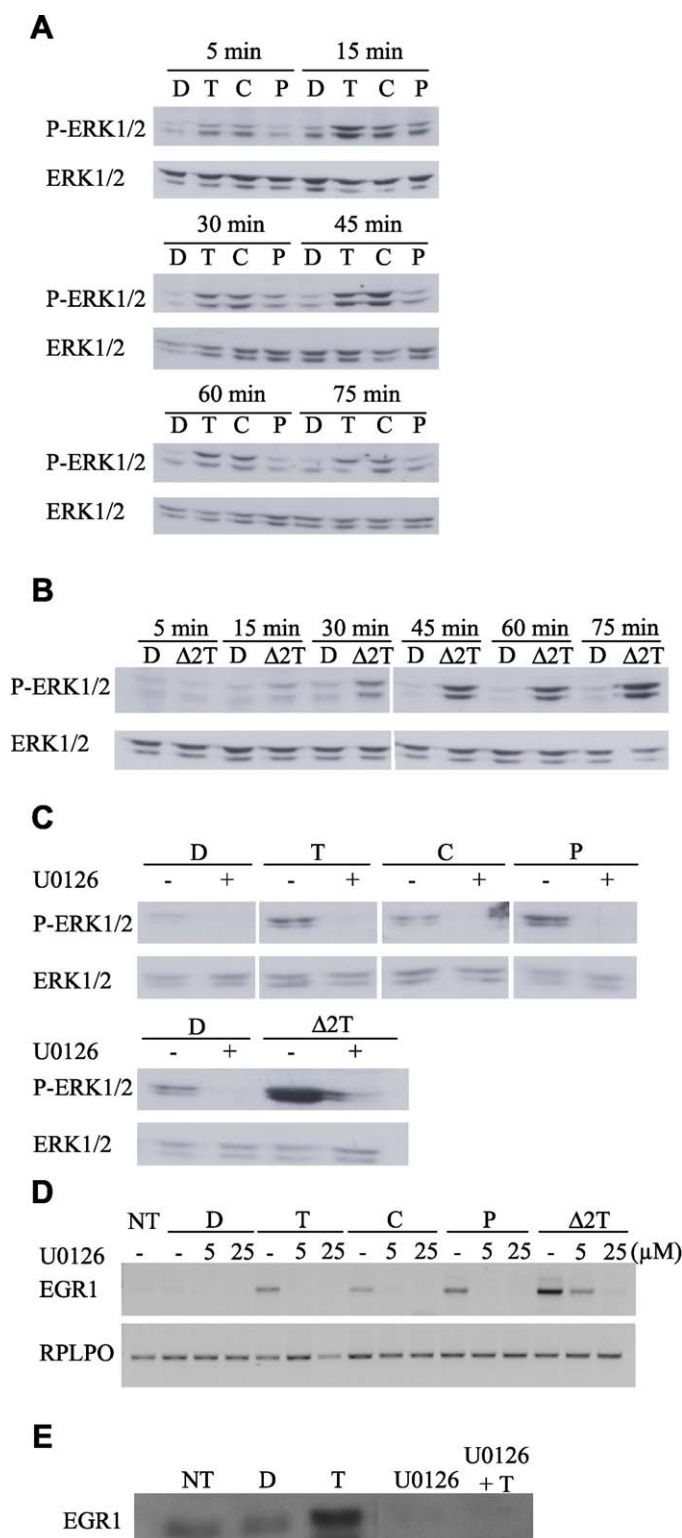 A
5 min 15 min
D T C P D T C P
P-ERK1/2
ERK1/2
30 min 45 min
D T C P D T C P
P-ERK1/2
ERK1/2
60 min 75 min
D T C P D T C P
P-ERK1/2
ERK1/2
B
5 min 15 min 30 min 45 min 60 min 75 min
D Δ2T D Δ2T D Δ2T D Δ2T D Δ2T D Δ2T
P-ERK1/2
ERK1/2
C
D T C P
U0126 - + - + - + - +
P-ERK1/2
ERK1/2
D Δ2T
U0126 - + - +
P-ERK1/2
ERK1/2
D
NT D T C P Δ2T
U0126 - - 5 25 - 5 25 - 5 25 - 5 25 - 5 25 (μM)
EGR1
RPLPO
E
NT D T U0126 U0126 + T
EGR1